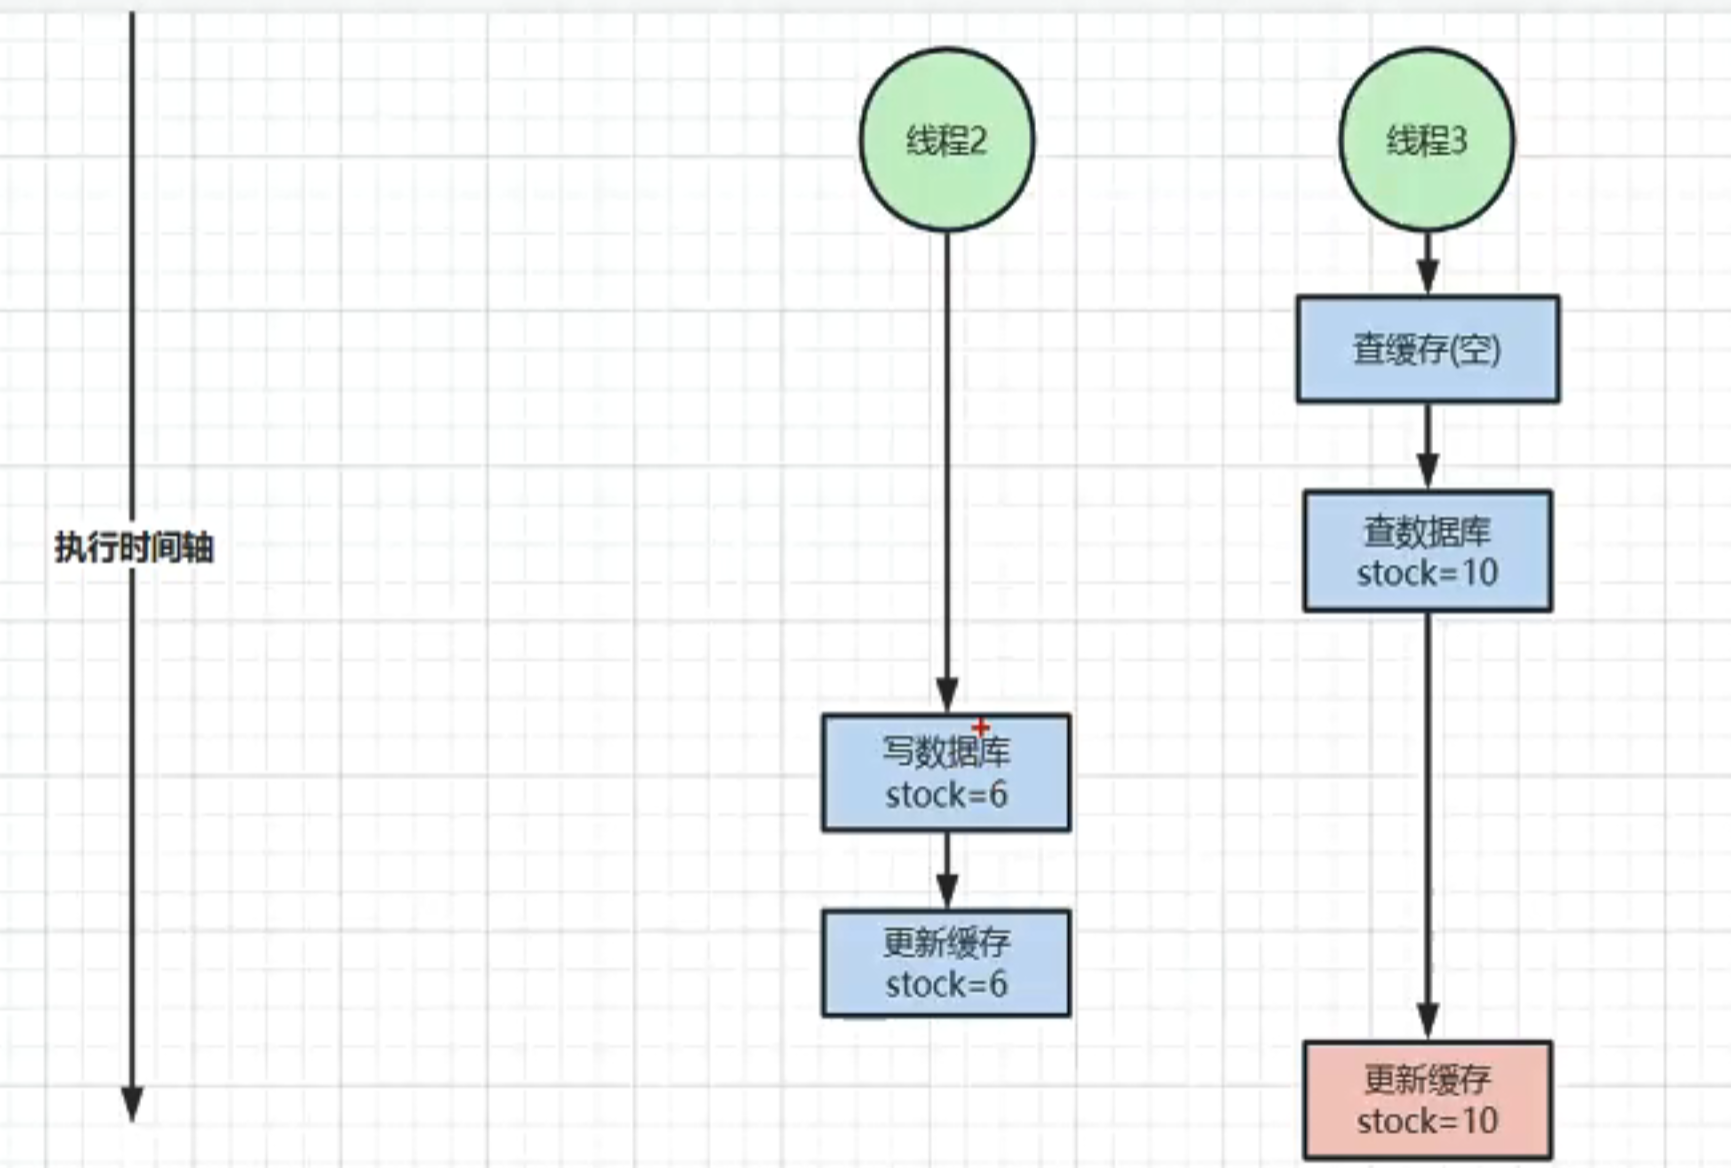 线程2
线程3
查缓存(空)
查数据库
stock=10
执行时间轴
写数据库
stock=6
更新缓存
stock=6
更新缓存
stock=10